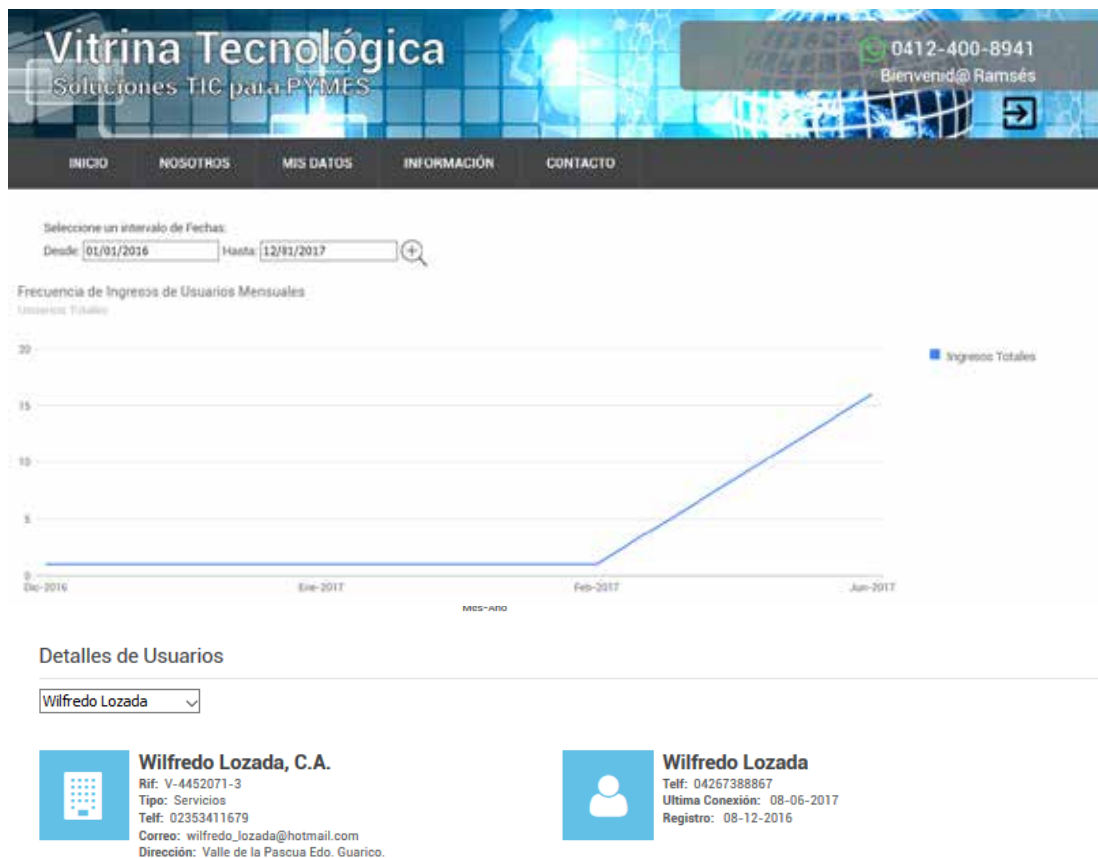 Vitrina Tecnológica
Soluciones TIC para PYMES
0412-400-8941
Bienvenid@ Ramsés
INICIO NOSOTROS MIS DATOS INFORMACIÓN CONTACTO
Seleccione un intervalo de Fechas:
Desde: 01/01/2016 Hasta: 12/31/2017
Frecuencia de Ingresos de Usuarios Mensuales
Usuarios Totales
20
Ingresos Totales
15
10
5
0
Dic-2016 Ene-2017 Feb-2017 Jun-2017
Mes-Año
Detalles de Usuarios
Wilfredo Lozada
Wilfredo Lozada, C.A.
Rif: V-4452071-3
Tipo: Servicios
Telf: 02353411679
Correo: wilfredo_lozada@hotmail.com
Dirección: Valle de la Pascua Edo. Guarico.
Wilfredo Lozada
Telf: 04267388867
Ultima Conexión: 08-06-2017
Registro: 08-12-2016